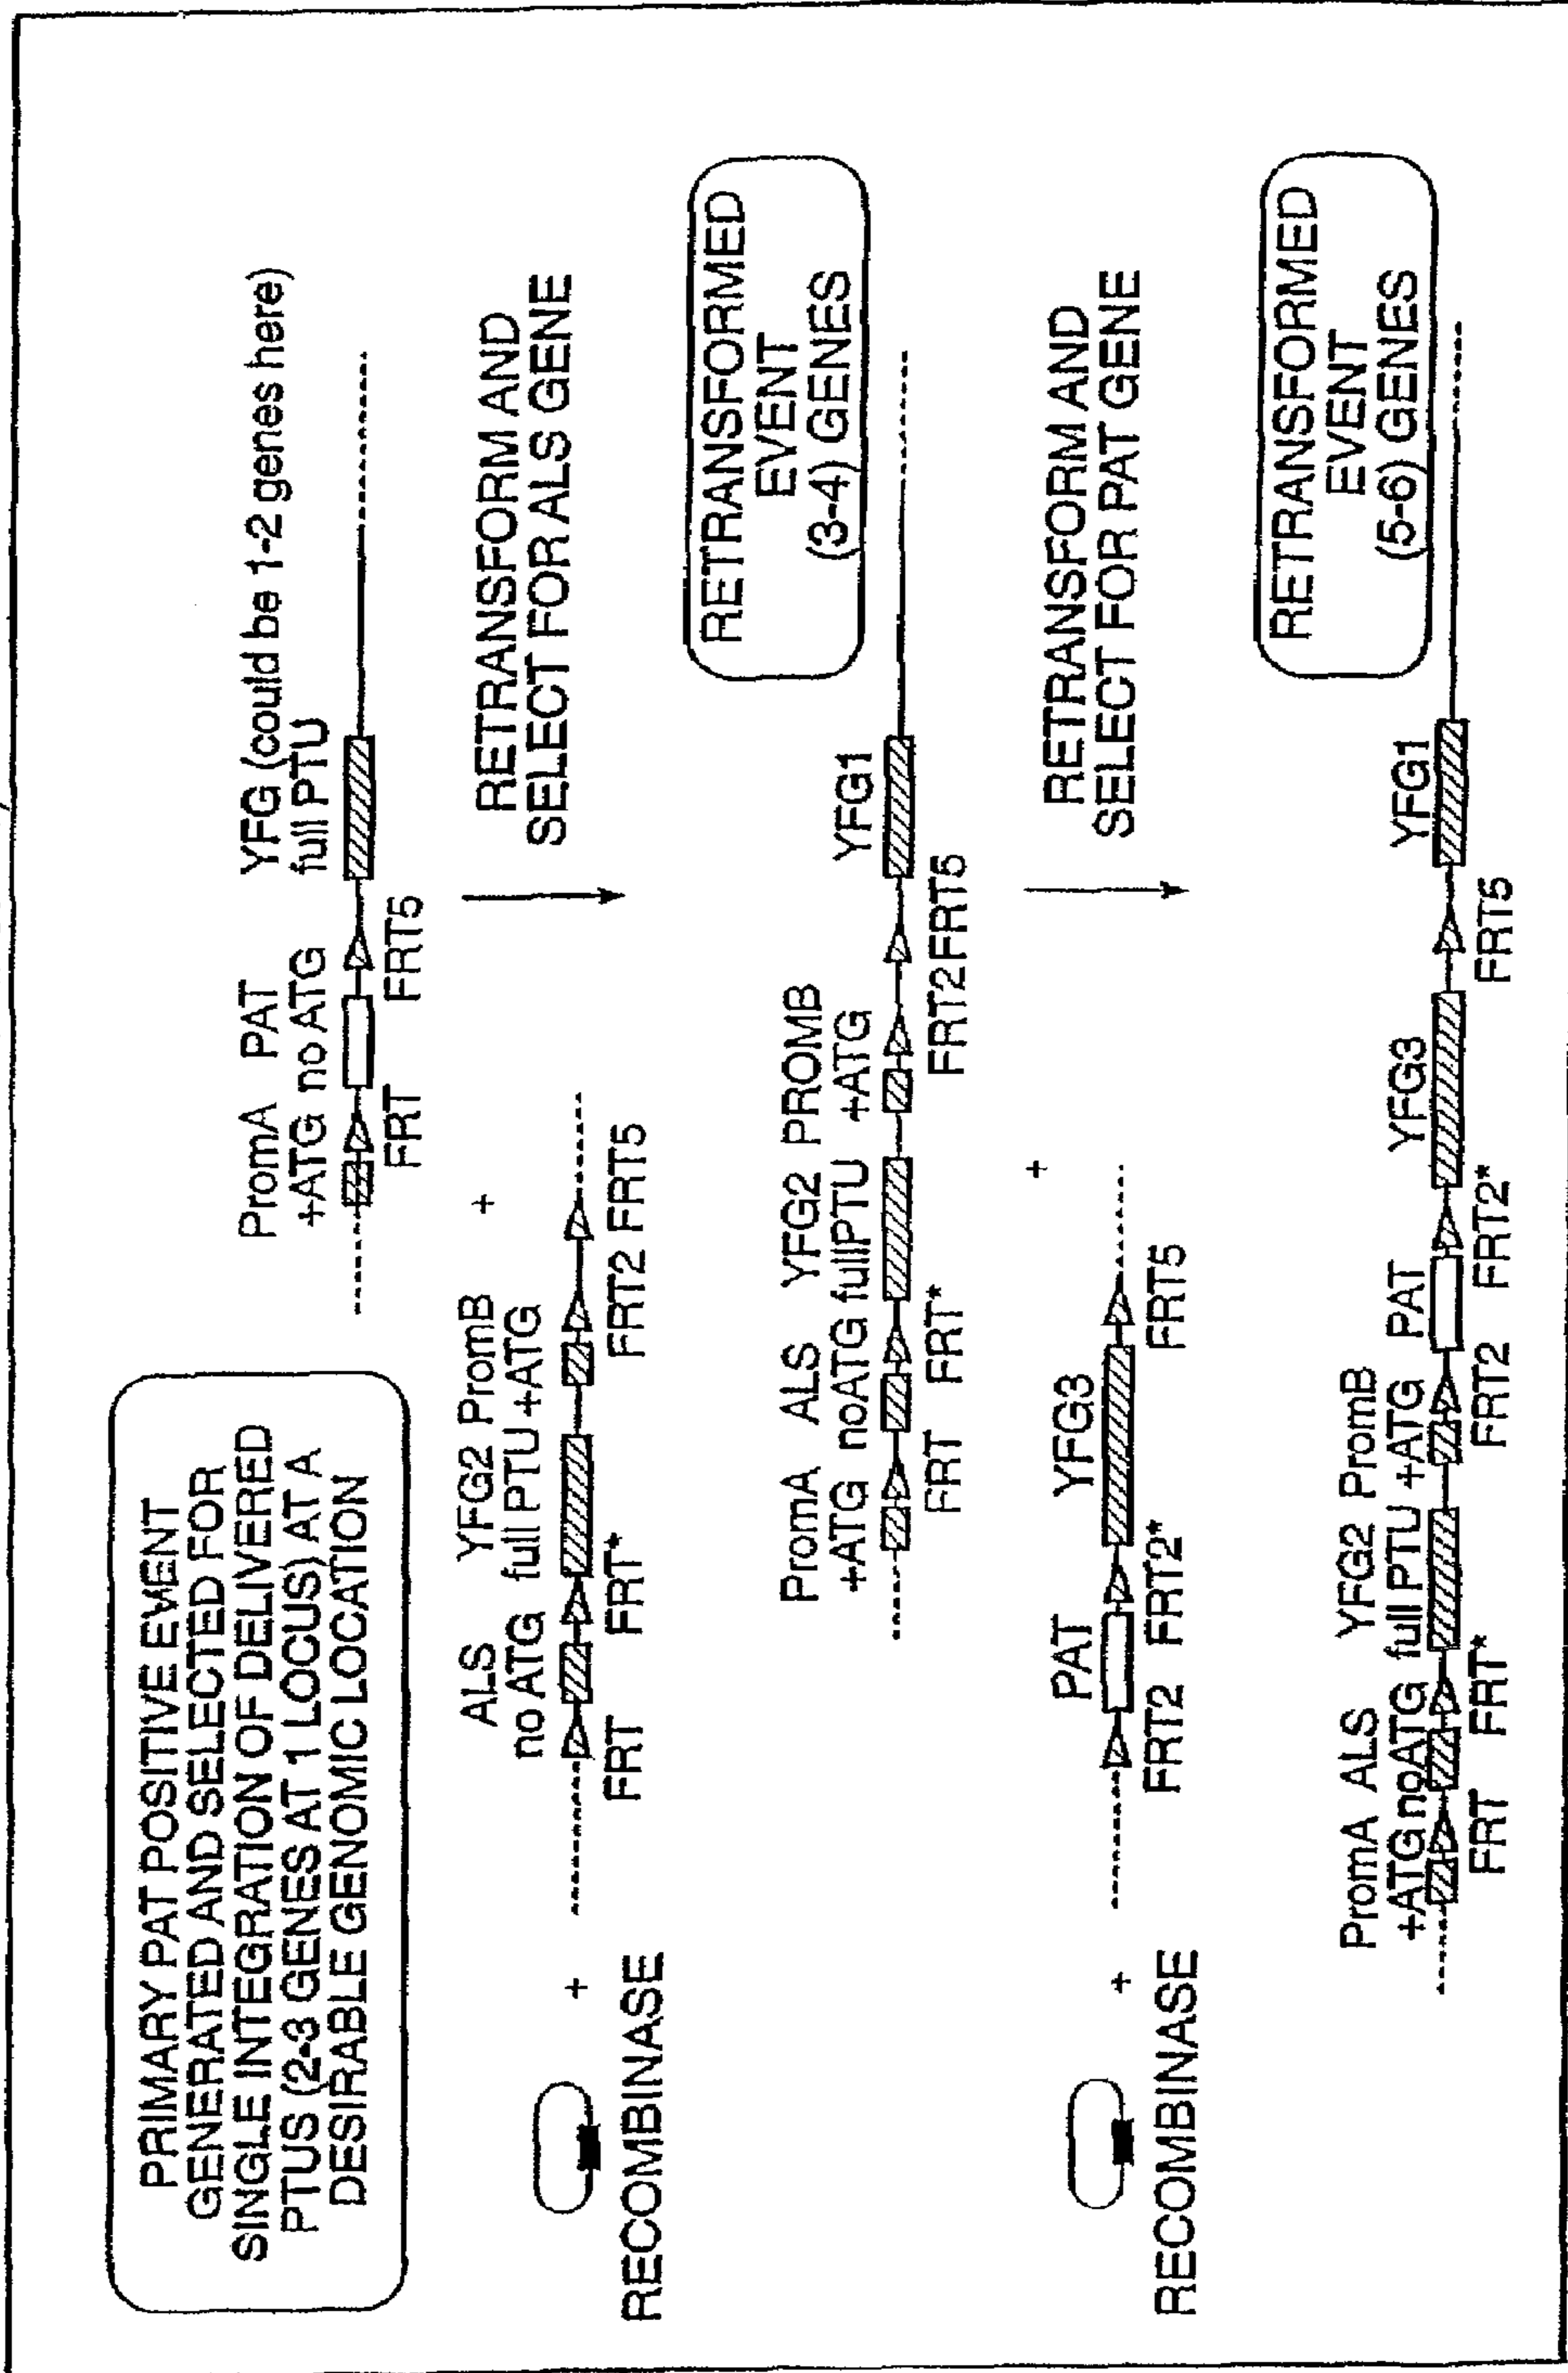 PRIMARY PAT POSITIVE EVENT
GENERATED AND SELECTED FOR
SINGLE INTEGRATION OF DELIVERED
PTUS (2-3 GENES AT 1 LOCUS) AT A
DESIRABLE GENOMIC LOCATION
PromA PAT YFG (could be 1-2 genes here)
+ATG no ATG full PTU
FRT FRT5
ALS YFG2 PromB
no ATG full PTU +ATG
+ +
FRT FRT* FRT2 FRT5
RECOMBINASE
RETRANSFORM AND
SELECT FOR ALS GENE
RETRANSFORMED
EVENT
(3-4) GENES
PromA ALS YFG2 PROMB YFG1
+ATG noATG fullPTU +ATG
FRT FRT* FRT2FRT5
PAT YFG3
+ +
FRT2 FRT2* FRT5
RECOMBINASE
RETRANSFORM AND
SELECT FOR PAT GENE
RETRANSFORMED
EVENT
(5-6) GENES
PromA ALS YFG2 PromB PAT YFG3 YFG1
+ATG noATG full PTU +ATG
FRT FRT* FRT2 FRT2* FRT5